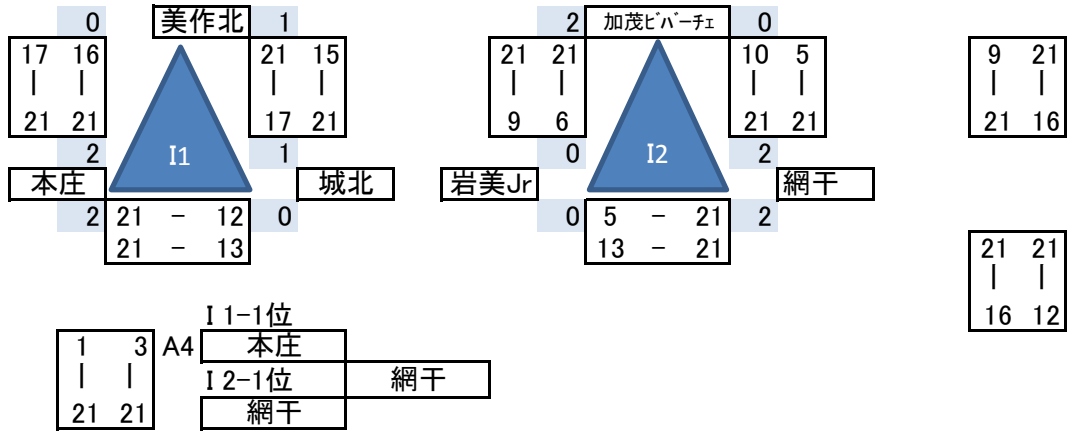 0 美作北 1 2 加茂ビバーチェ 0
17 16 21 15 21 21 10 5 9 21
| | | | | | | | | |
21 21 17 21 9 6 21 21 21 16
2 I1 1 0 I2 2
本庄 城北 岩美Jr 網干
2 21 - 12 0 0 5 - 21 2
21 - 13 13 - 21
21 21
| |
16 12
I 1-1位
1 3 A4 本庄
| | I 2-1位 網干
21 21 網干